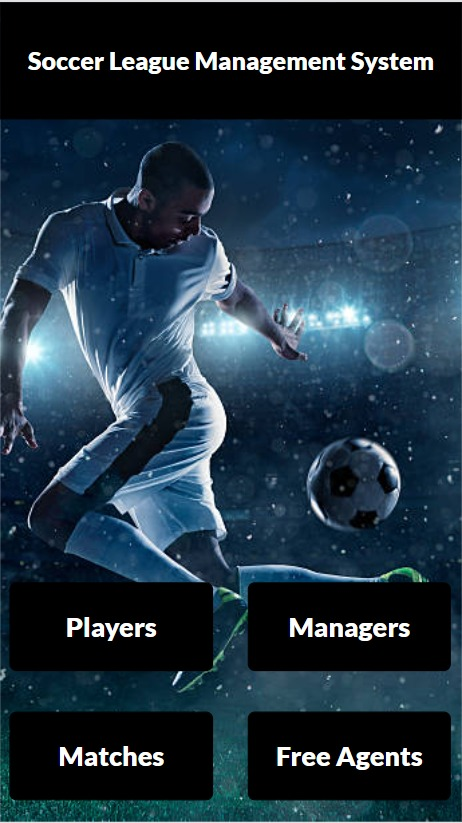 Soccer League Management System
Players
Managers
Matches
Free Agents